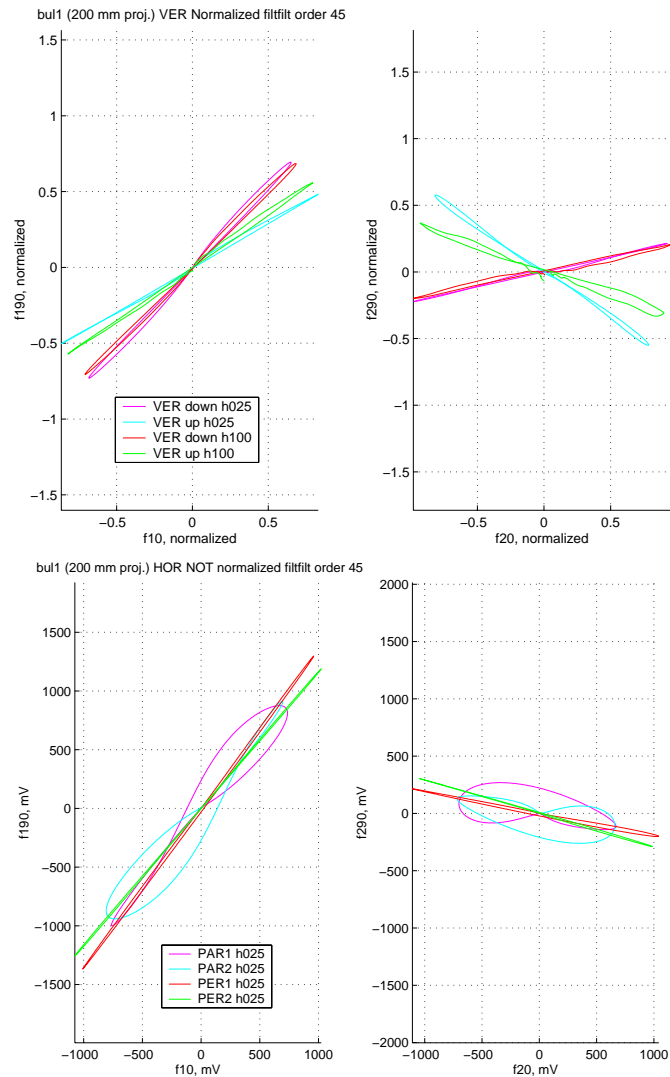 bul1 (200 mm proj.) VER Normalized filtfilt order 45
1.5
1
0.5
0
−0.5
−1
−1.5
f190, normalized
−0.5
0
0.5
f10, normalized
VER down h025
VER up h025
VER down h100
VER up h100
1.5
1
0.5
0
−0.5
−1
−1.5
f290, normalized
−0.5
0
0.5
f20, normalized
bul1 (200 mm proj.) HOR NOT normalized filtfilt order 45
1500
1000
500
0
−500
−1000
−1500
f190, mV
−1000
−500
0
500
1000
f10, mV
PAR1 h025
PAR2 h025
PER1 h025
PER2 h025
2000
1500
1000
500
0
−500
−1000
−1500
−2000
f290, mV
−1000
−500
0
500
1000
f20, mV